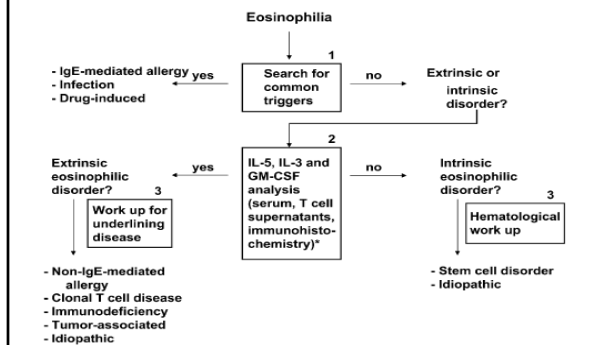 Eosinophilia
1
- IgE-mediated allergy
- Infection
- Drug-induced
yes
Search for
common
triggers
no
Extrinsic or
intrinsic
disorder?
2
Extrinsic
eosinophilic
disorder?
yes
IL-5, IL-3 and
GM-CSF
analysis
(serum, T cell
supernatants,
immunohisto-
chemistry)*
no
Intrinsic
eosinophilic
disorder?
3
Work up for
underlining
disease
3
Hematological
work up
- Non-IgE-mediated
allergy
- Clonal T cell disease
- Immunodeficiency
- Tumor-associated
- Idiopathic
- Stem cell disorder
- Idiopathic